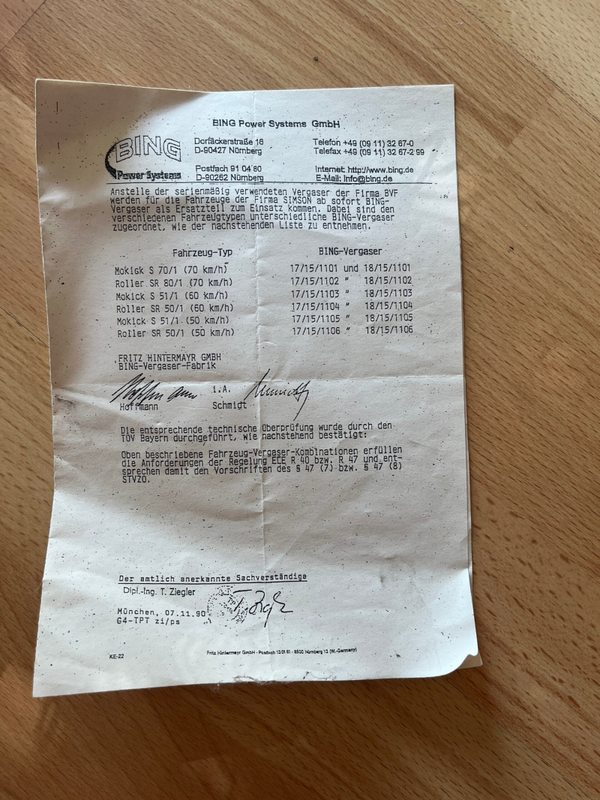 BING Power Systems GmbH
BING
Power Systems
Dorfäckerstraße 16
D-90427 Nürnberg
Telefon +49 (09 11) 32 67-0
Telefax +49 (09 11) 32 67-2 99
Postfach 91 04 60
D-90262 Nürnberg
Internet: http://www.bing.de
E-Mail: info@bing.de
Anstelle der serienmäßig verwendeten Vergaser der Firma BVF
werden für die Fahrzeuge der Firma SIMSON ab sofort BING-
Vergaser als Ersatzteil zum Einsatz kommen. Dabei sind den
verschiedenen Fahrzeugtypen unterschiedliche BING-Vergaser
zugeordnet, wie der nachstehenden Liste zu entnehmen.
Fahrzeug-Typ BING-Vergaser
Mokick S 70/1 (70 km/h) 17/15/1101 und 18/15/1101
Roller SR 80/1 (70 km/h) 17/15/1102 " 18/15/1102
Mokick S 51/1 (60 km/h) 17/15/1103 " 18/15/1103
Roller SR 50/1 (60 km/h) 17/15/1104 " 18/15/1104
Mokick S 51/1 (50 km/h) 17/15/1105 " 18/15/1105
Roller SR 50/1 (50 km/h) 17/15/1106 " 18/15/1106
FRITZ HINTERMAYR GMBH
BING-Vergaser-Fabrik
i.A.
Hoffmann Schmidt
Die entsprechende technische Überprüfung wurde durch den
TÜV Bayern durchgeführt, wie nachstehend bestätigt:
Oben beschriebene Fahrzeug-Vergaser-Kombinationen erfüllen
die Anforderungen der Regelung ECE R 40 bzw. R 47 und ent-
sprechen damit den Vorschriften des § 47 (7) bzw. § 47 (8)
STVZO.
Der amtlich anerkannte Sachverständige
Dipl.-Ing. T. Ziegler
München, 07.11.90
G4-TPT zi/ps
KE-22